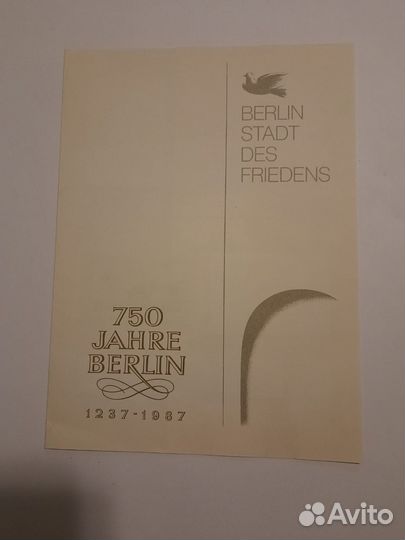 BERLIN
STADT
DES
FRIEDENS
750
JAHRE
BERLIN
1237-1987
Avito